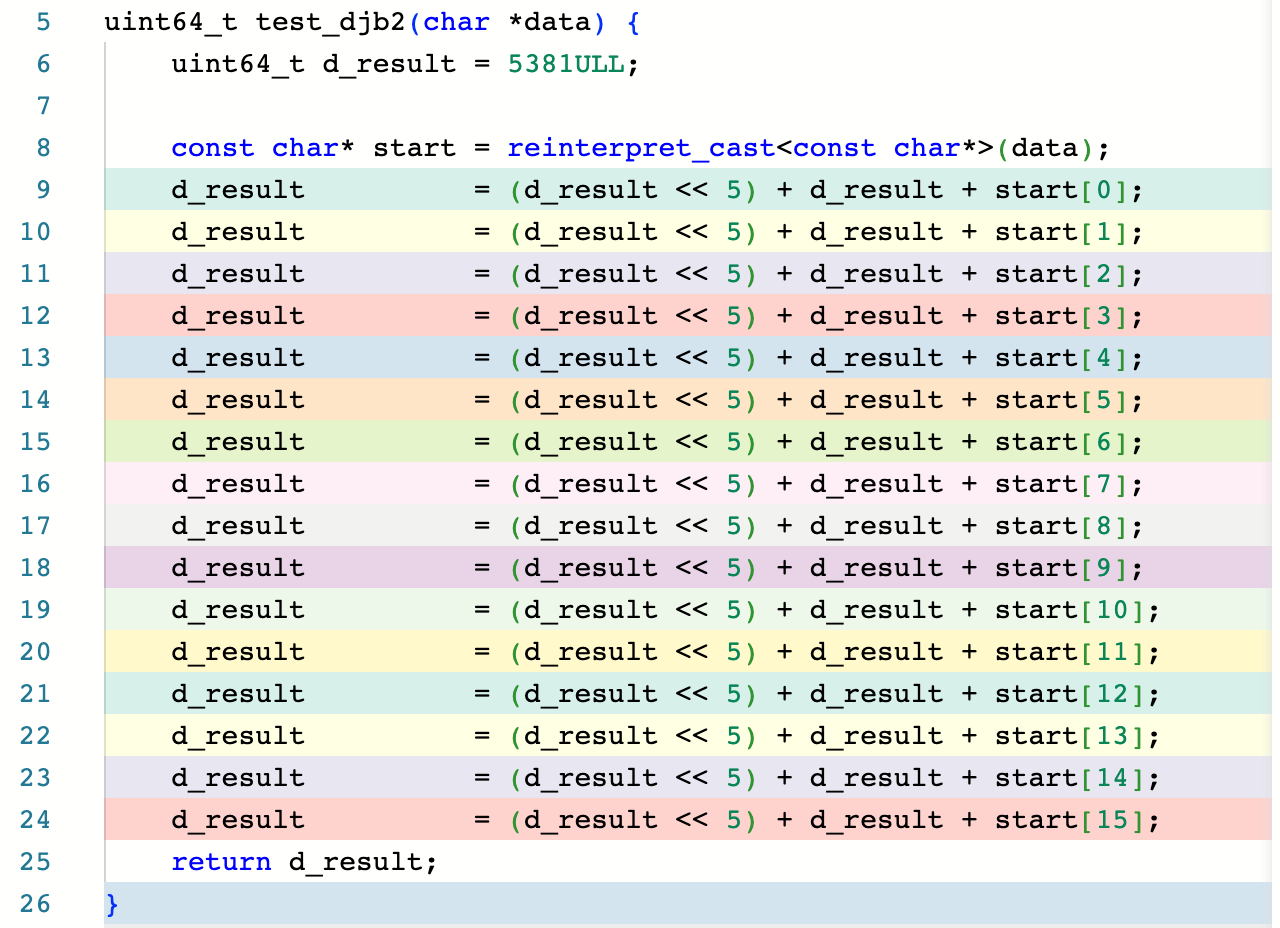 5 uint64_t test_djb2(char *data) {
6     uint64_t d_result = 5381ULL;
7
8     const char* start = reinterpret_cast<const char*>(data);
9     d_result          = (d_result << 5) + d_result + start[0];
10     d_result          = (d_result << 5) + d_result + start[1];
11     d_result          = (d_result << 5) + d_result + start[2];
12     d_result          = (d_result << 5) + d_result + start[3];
13     d_result          = (d_result << 5) + d_result + start[4];
14     d_result          = (d_result << 5) + d_result + start[5];
15     d_result          = (d_result << 5) + d_result + start[6];
16     d_result          = (d_result << 5) + d_result + start[7];
17     d_result          = (d_result << 5) + d_result + start[8];
18     d_result          = (d_result << 5) + d_result + start[9];
19     d_result          = (d_result << 5) + d_result + start[10];
20     d_result          = (d_result << 5) + d_result + start[11];
21     d_result          = (d_result << 5) + d_result + start[12];
22     d_result          = (d_result << 5) + d_result + start[13];
23     d_result          = (d_result << 5) + d_result + start[14];
24     d_result          = (d_result << 5) + d_result + start[15];
25     return d_result;
26 }